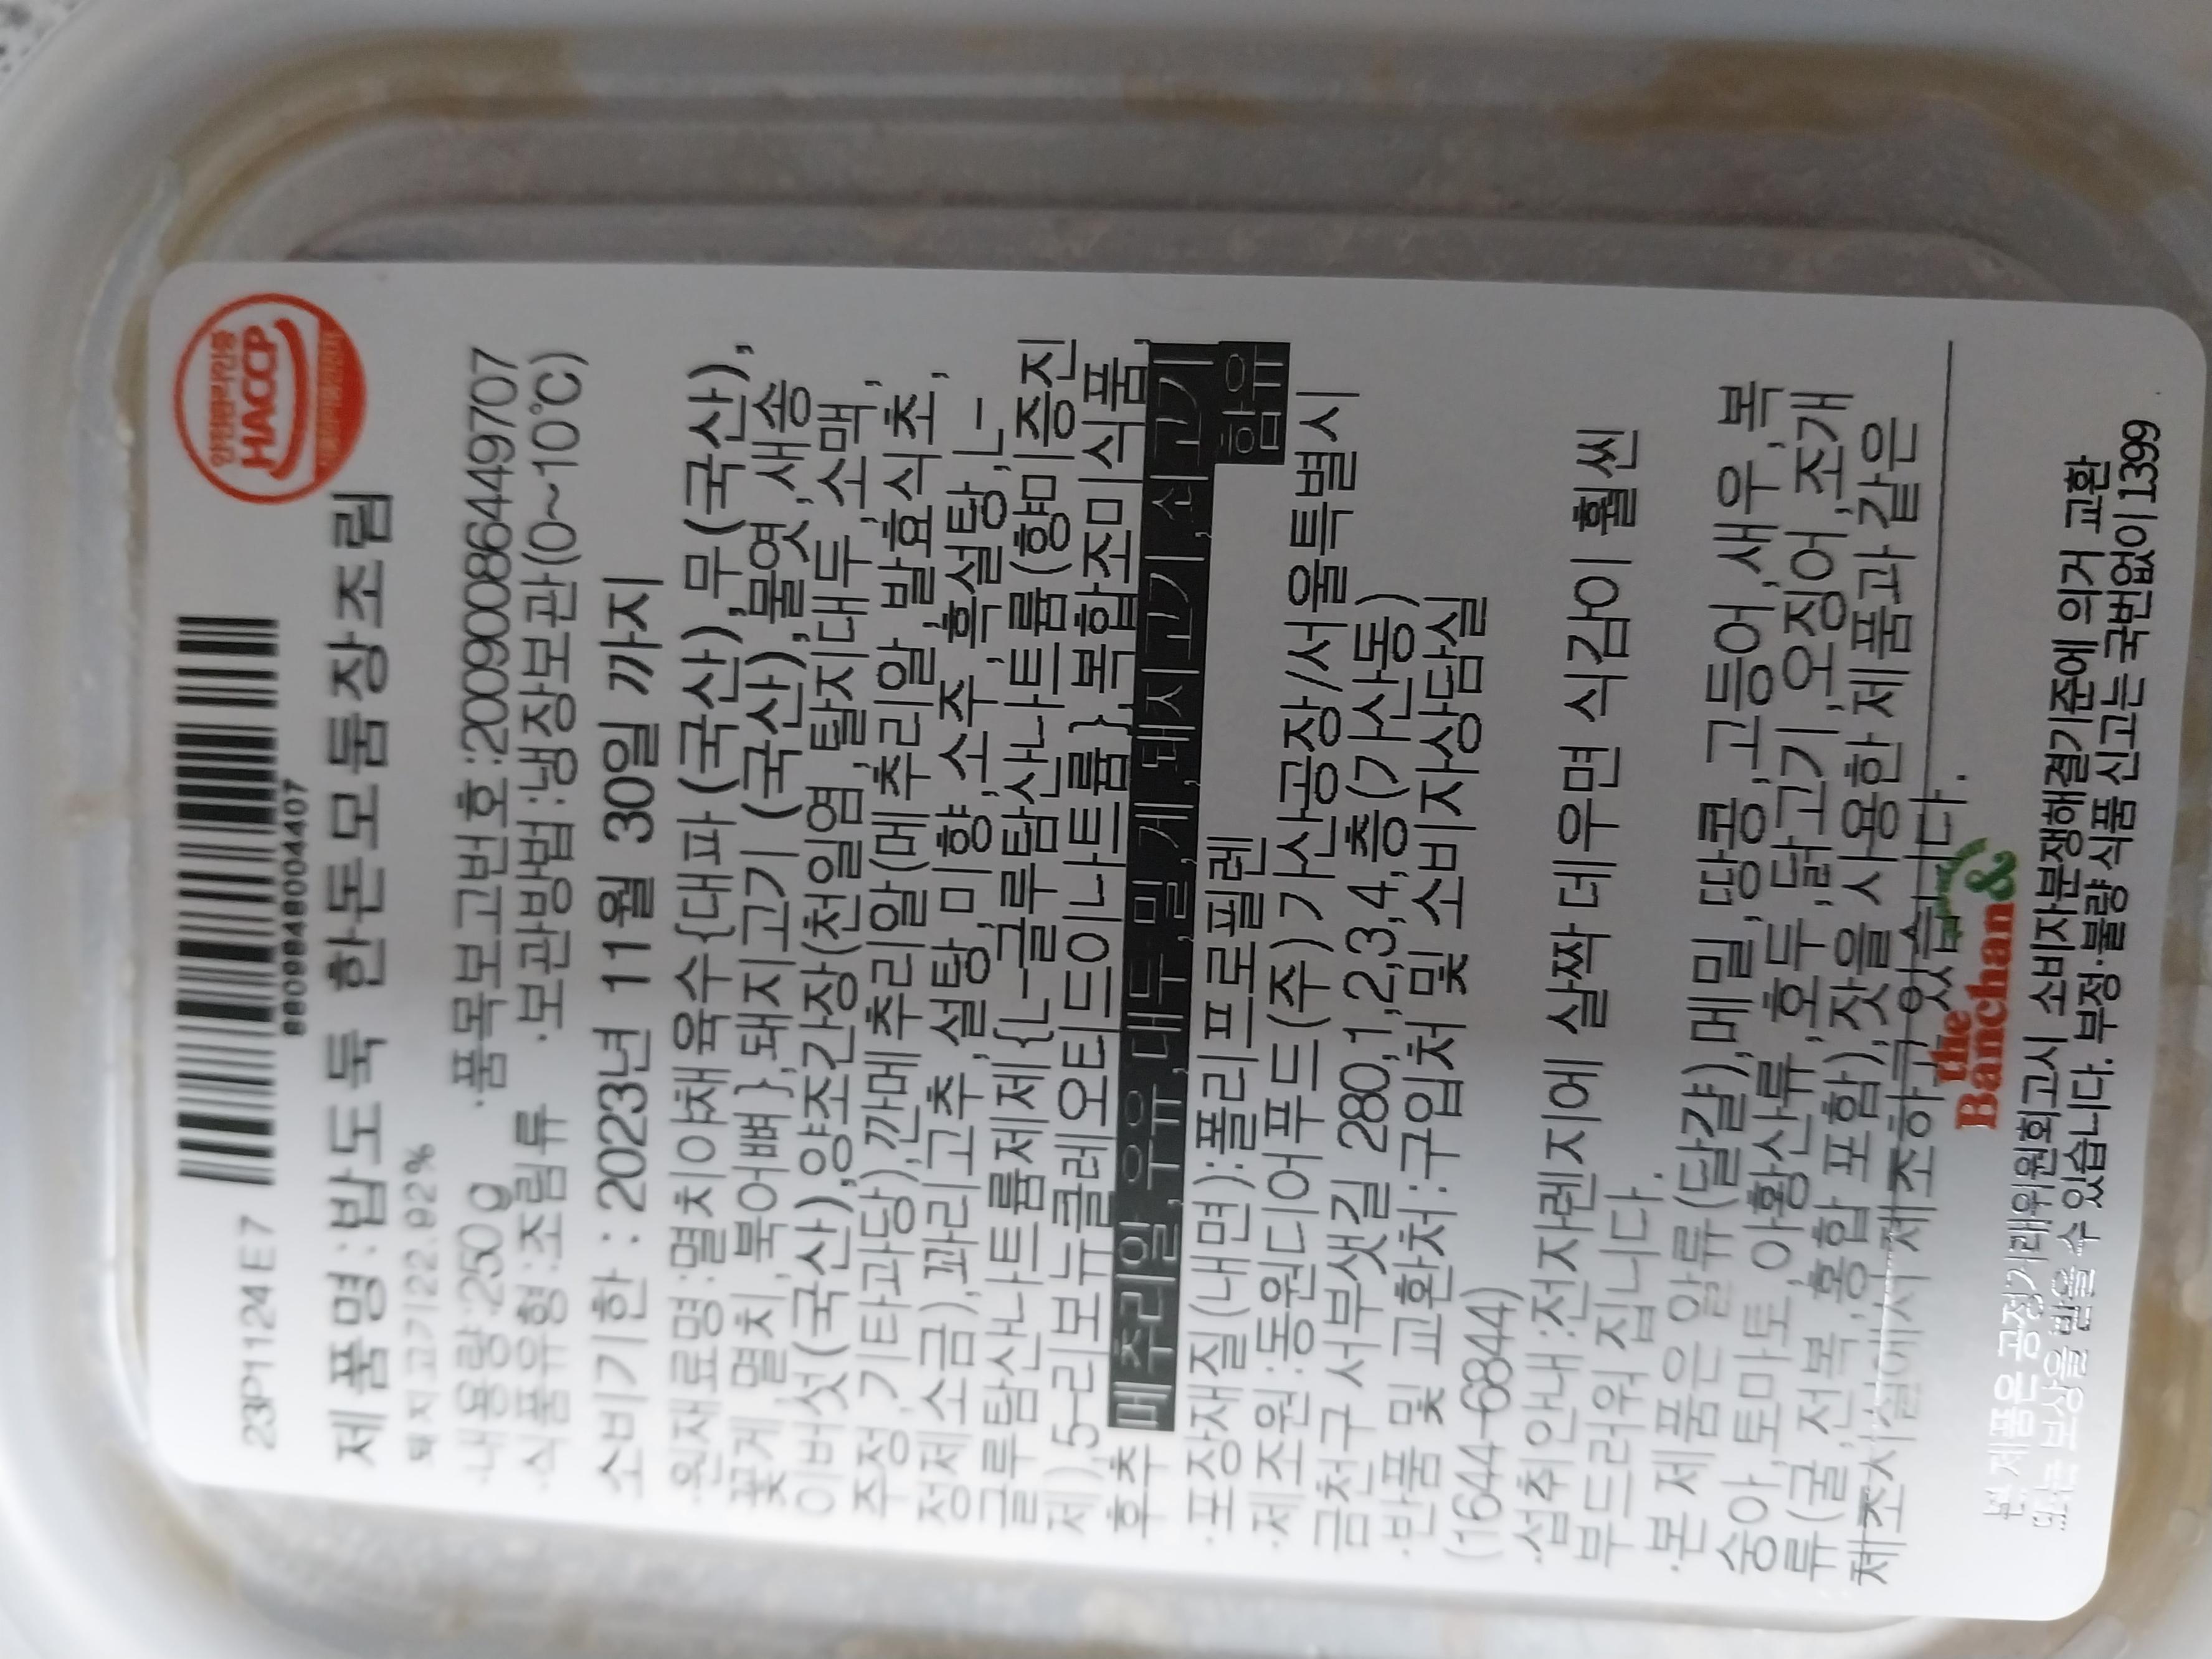 23P1124E7
8809848004407
HACCP
제품명:밥도둑 한돈모둠장조림
돼지고기22.92%
·내용량:250g ·품목보고번호:20090086449707
·식품유형:조림류 ·보관방법:냉장보관(0~10℃)
소비기한 : 2023년 11월 30일 까지
·원재료명:멸치야채육수{대파(국산),무(국산),
꽃게,멸치,북어뼈},돼지고기(국산),물엿,새송
이버섯(국산),양조간장(천일염,탈지대두,소맥,
주정,기타과당),깐메추리알(메추리알,발효식초,
정제소금),꽈리고추,설탕,미향,소주,흑설탕,L-
글루탐산나트륨제제{L-글루탐산나트륨(향미증진
제),5-리보뉴클레오티드이나트륨},복합조미식품,
후추 메추리알,우유,대두,밀,게,돼지고기,쇠고기
함유
·포장재질(내면):폴리프로필렌
·제조원:동원디어푸드(주)가산공장/서울특별시
금천구 서부샛길 280,1,2,3,4,층(가산동)
·반품 및 교환처:구입처 및 소비자상담실
(1644-6844)
·섭취안내:전자렌지에 살짝 데우면 식감이 훨씬
부드러워 집니다.
·본 제품은 알류(달걀),메밀,땅콩,고등어,새우,복
숭아,토마토,아황산류,호두,닭고기,오징어,조개
류(굴,전복,홍합 포함),잣을 사용한 제품과 같은
제조시설에서 제조하고 있습니다.
the
Banchan&
본 제품은 공정거래위원회고시 소비자분쟁해결기준에 의거 교환
또는 보상을 받을 수 있습니다. 부정·불량식품 신고는 국번없이 1399